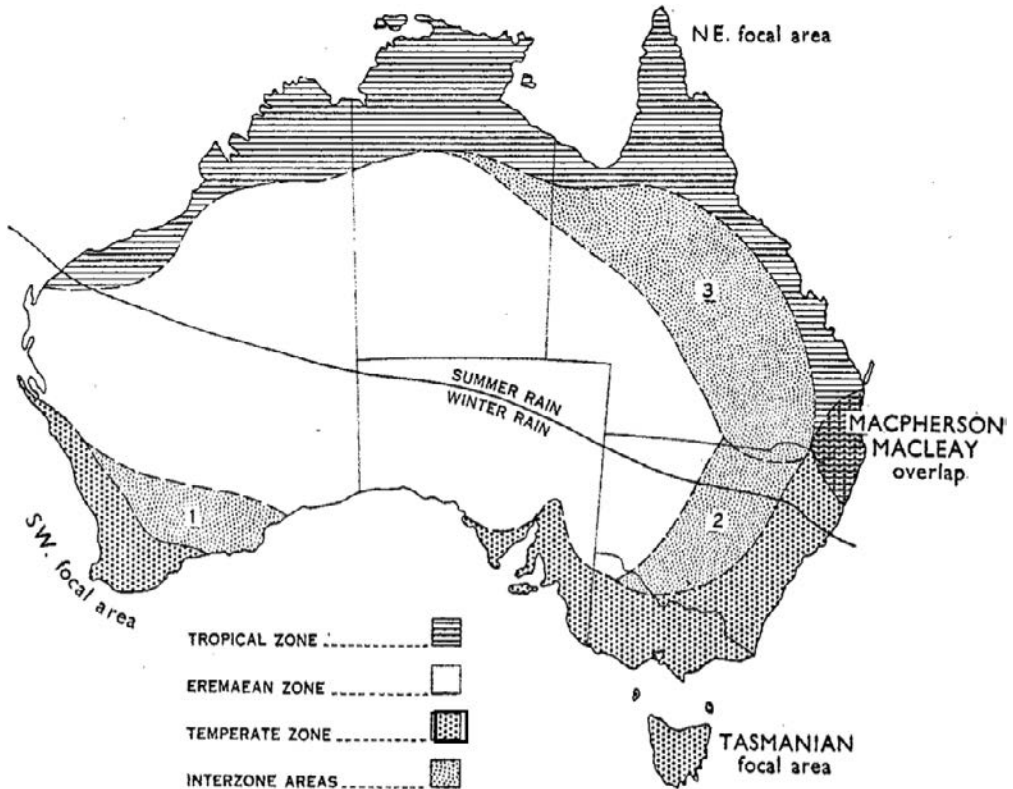 NE. focal area
3
SUMMER RAIN
WINTER RAIN
MACPHERSON
MACLEAY
overlap
2
1
SW. focal area
TROPICAL ZONE
EREMAEAN ZONE
TEMPERATE ZONE
INTERZONE AREAS
TASMANIAN
focal area